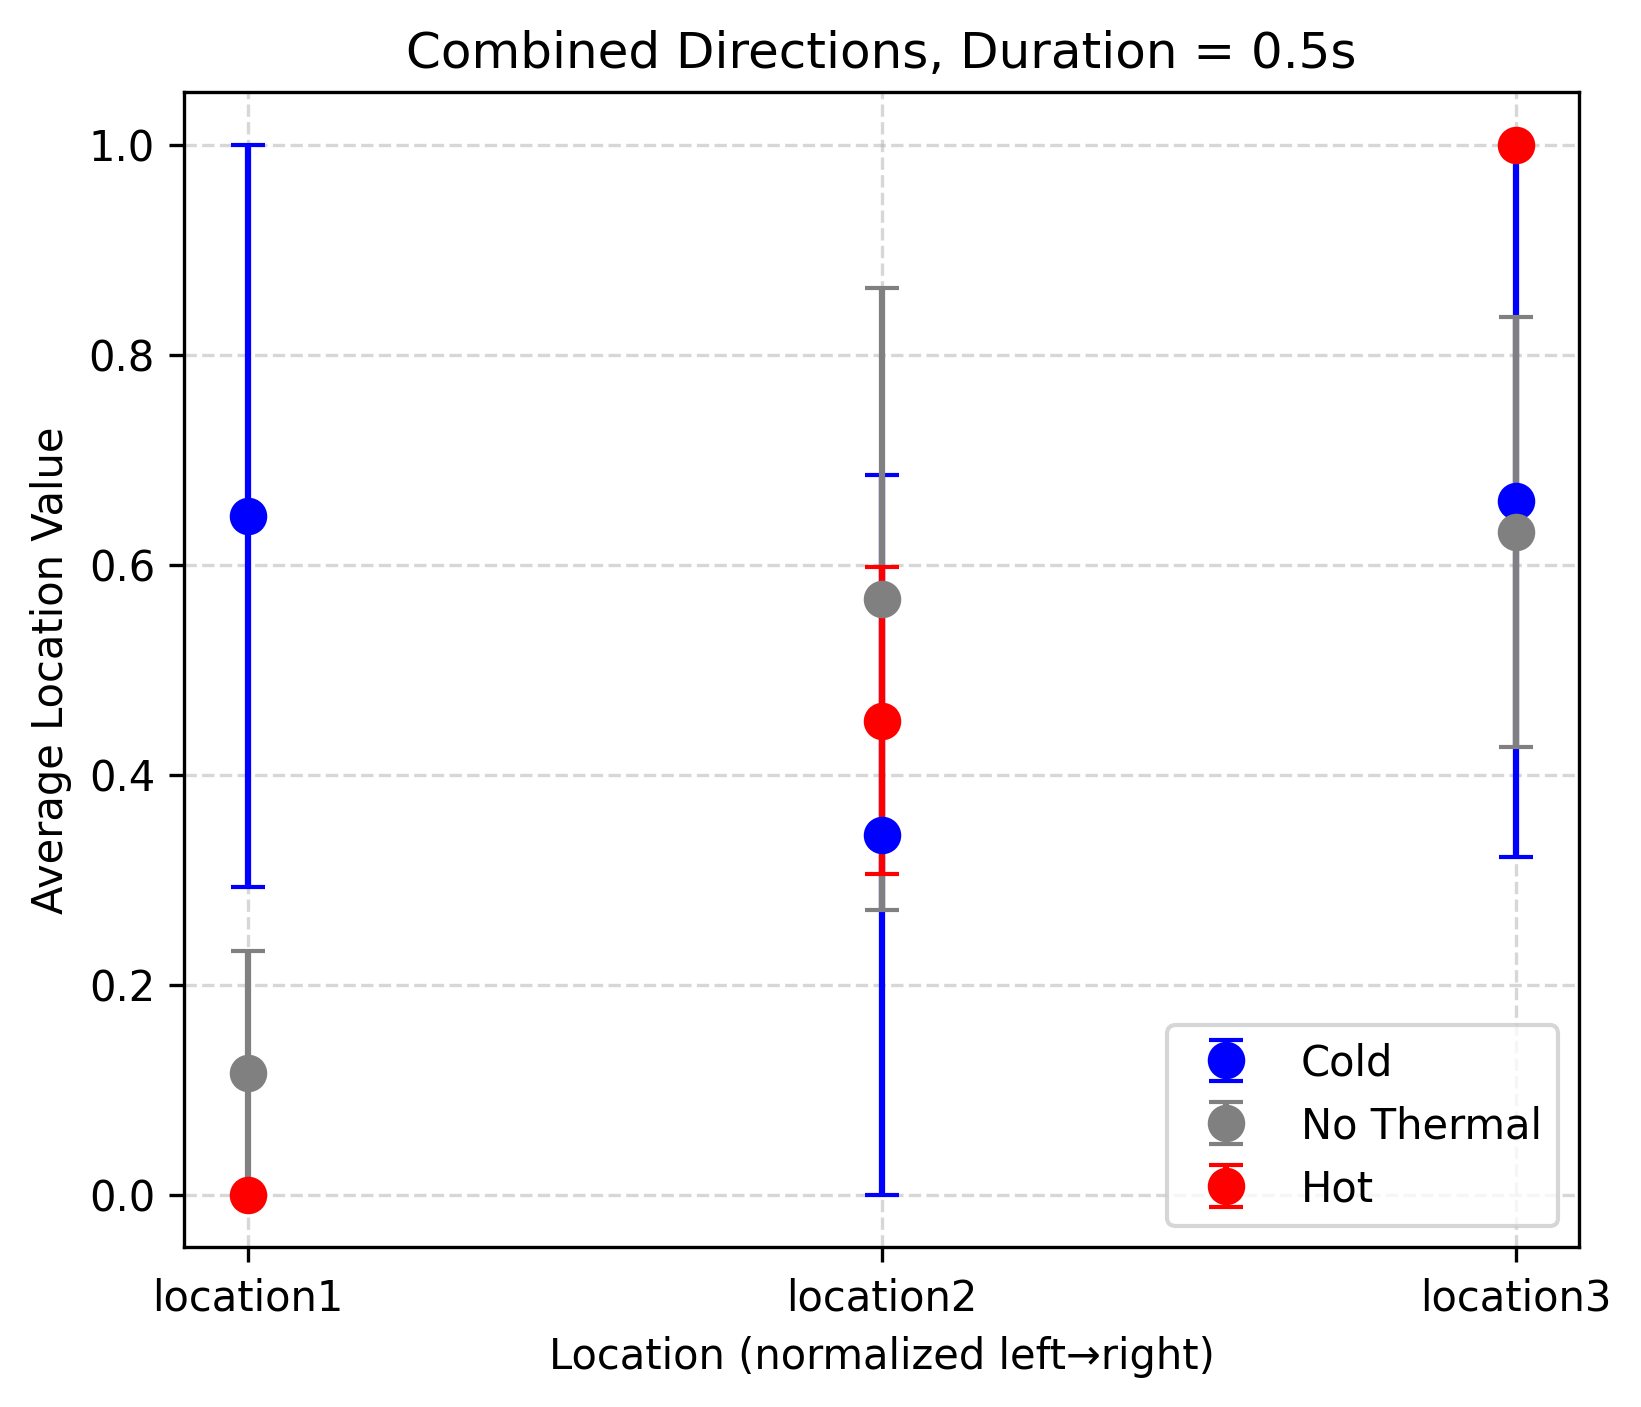 Combined Directions, Duration = 0.5s
Average Location Value
1.0
0.8
0.6
0.4
0.2
0.0
Cold
No Thermal
Hot
location1
location2
location3
Location (normalized left→right)